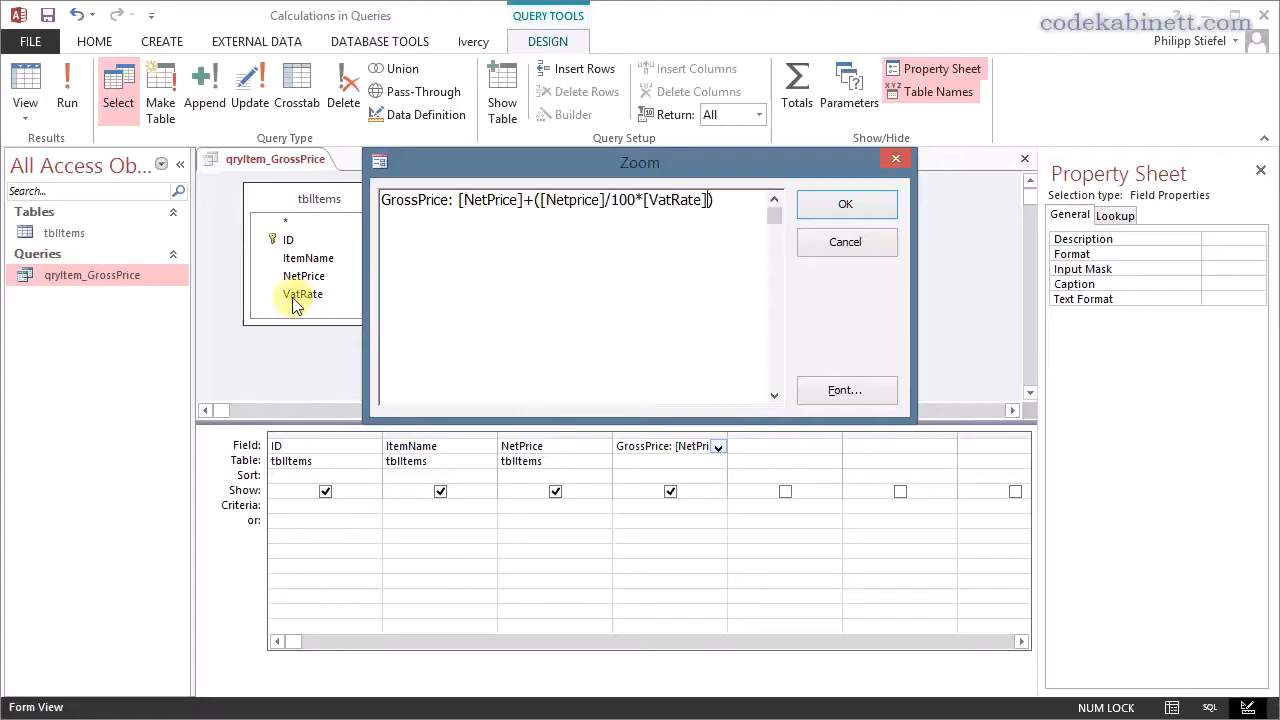 Calculations in Queries
QUERY TOOLS
codekabinett.com
FILE
HOME
CREATE
EXTERNAL DATA
DATABASE TOOLS
Ivercy
DESIGN
Philipp Stiefel
View
Run
Select
Make Table
Append
Update
Crosstab
Delete
Union
Pass-Through
Data Definition
Show Table
Insert Rows
Delete Rows
Builder
Insert Columns
Delete Columns
Return: All
Totals
Parameters
Property Sheet
Table Names
Results
Query Type
Query Setup
Show/Hide
All Access Ob...
Search...
Tables
tblItems
Queries
qryItem_GrossPrice
qryItem_GrossPrice
tblItems
*
ID
ItemName
NetPrice
VatRate
Zoom
GrossPrice: [NetPrice]+([Netprice]/100*[VatRate])
OK
Cancel
Font...
Property Sheet
Selection type: Field Properties
General
Lookup
Description
Format
Input Mask
Caption
Text Format
Field: ID ItemName NetPrice GrossPrice: [NetPri
Table: tblItems tblItems tblItems
Sort:
Show:
Criteria:
or:
Form View
NUM LOCK
SQL